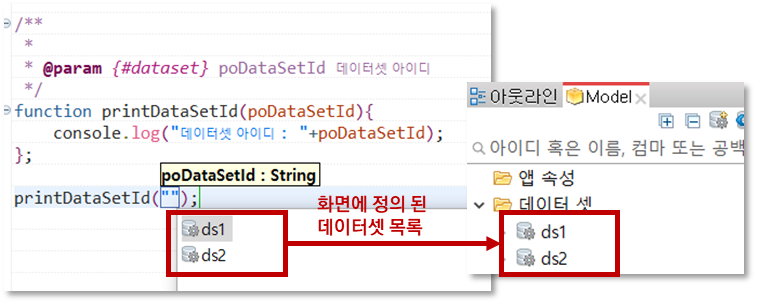 /**
 *
 * @param {#dataset} poDataSetId 데이터셋 아이디
 */
function printDataSetId(poDataSetId){
    console.log("데이터셋 아이디 : "+poDataSetId);
};
poDataSetId : String
printDataSetId("");
ds1
ds2
화면에 정의 된
데이터셋 목록
아웃라인 Model
아이디 혹은 이름, 컴마 또는 공백
앱 속성
데이터 셋
ds1
ds2